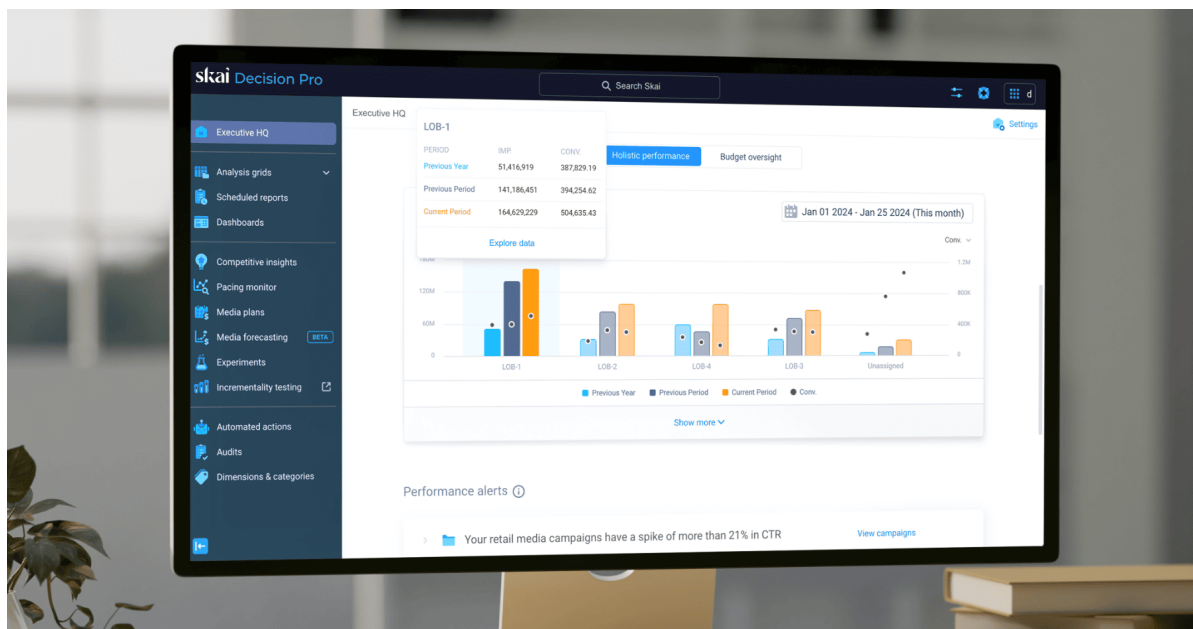 skai Decision Pro
Search Skai
d
Executive HQ
Analysis grids
Scheduled reports
Dashboards
Competitive insights
Pacing monitor
Media plans
Media forecasting BETA
Experiments
Incrementality testing
Automated actions
Audits
Dimensions & categories
Executive HQ
Settings
Holistic performance
Budget oversight
LOB-1
PERIOD IMP. CONV.
Previous Year 51,416,919 387,829.19
Previous Period 141,186,451 394,254.62
Current Period 164,629,229 504,635.43
Explore data
Jan 01 2024 - Jan 25 2024 (This month)
Conv.
180M 1.2M
120M 800K
60M 400K
0 0
LOB-1 LOB-2 LOB-4 LOB-3 Unassigned
Previous Year Previous Period Current Period Conv.
Show more
Performance alerts
Your retail media campaigns have a spike of more than 21% in CTR
View campaigns